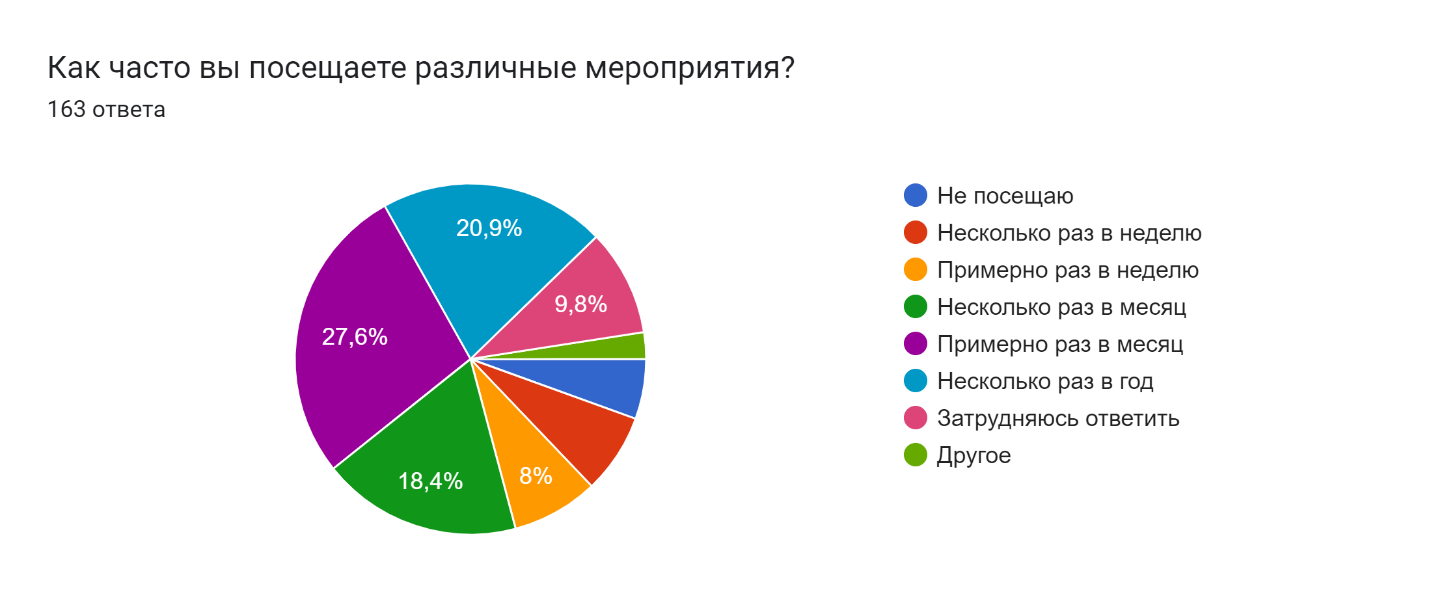 Как часто вы посещаете различные мероприятия?
163 ответа
20,9%
9,8%
27,6%
18,4%
8%
Не посещаю
Несколько раз в неделю
Примерно раз в неделю
Несколько раз в месяц
Примерно раз в месяц
Несколько раз в год
Затрудняюсь ответить
Другое